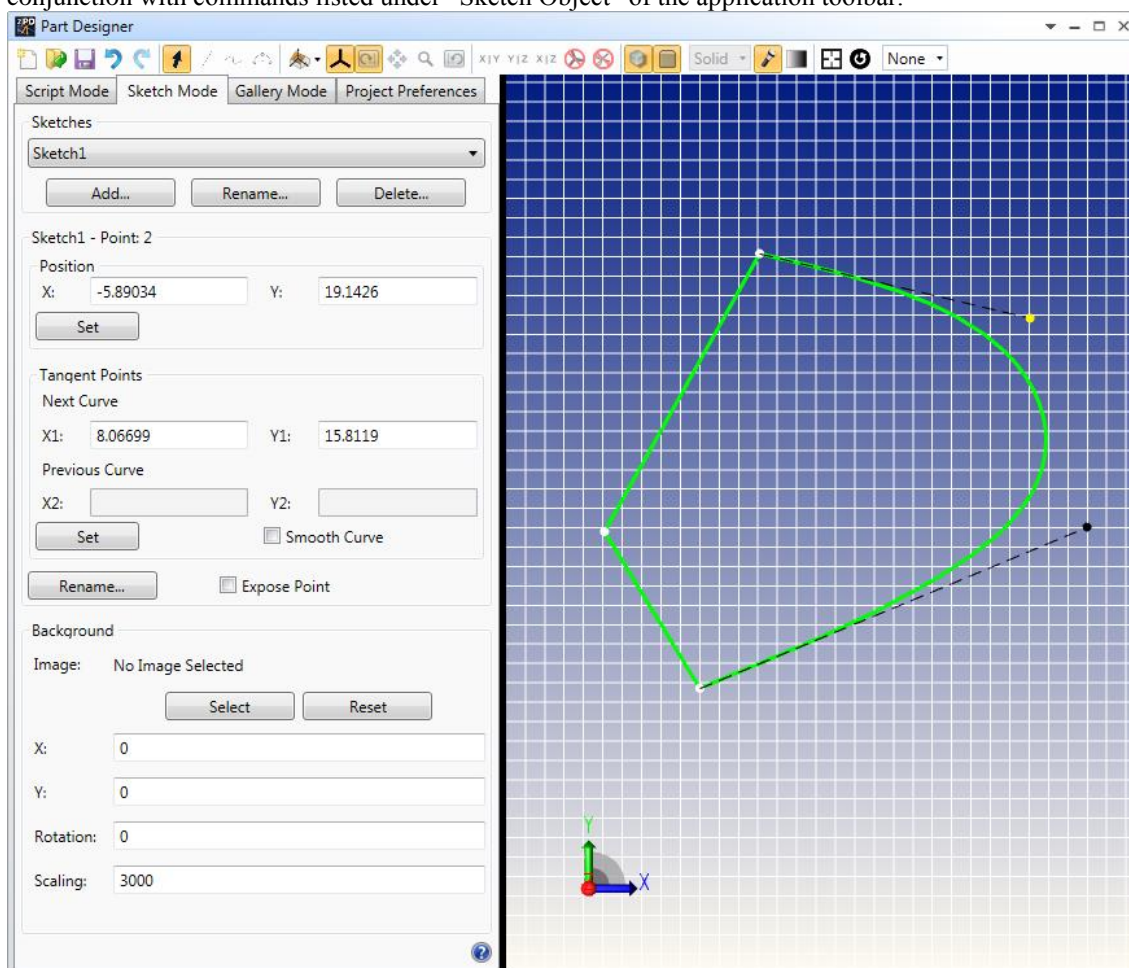 conjunction with commands listed under "Sketch Object" of the application toolbar.
ZPD Part Designer
X|Y Y|Z X|Z Solid None
Script Mode Sketch Mode Gallery Mode Project Preferences
Sketches
Sketch1
Add... Rename... Delete...
Sketch1 - Point: 2
Position
X: -5.89034 Y: 19.1426
Set
Tangent Points
Next Curve
X1: 8.06699 Y1: 15.8119
Previous Curve
X2: Y2:
Set Smooth Curve
Rename... Expose Point
Background
Image: No Image Selected
Select Reset
X: 0
Y: 0
Y
Rotation: 0
Scaling: 3000 X
?